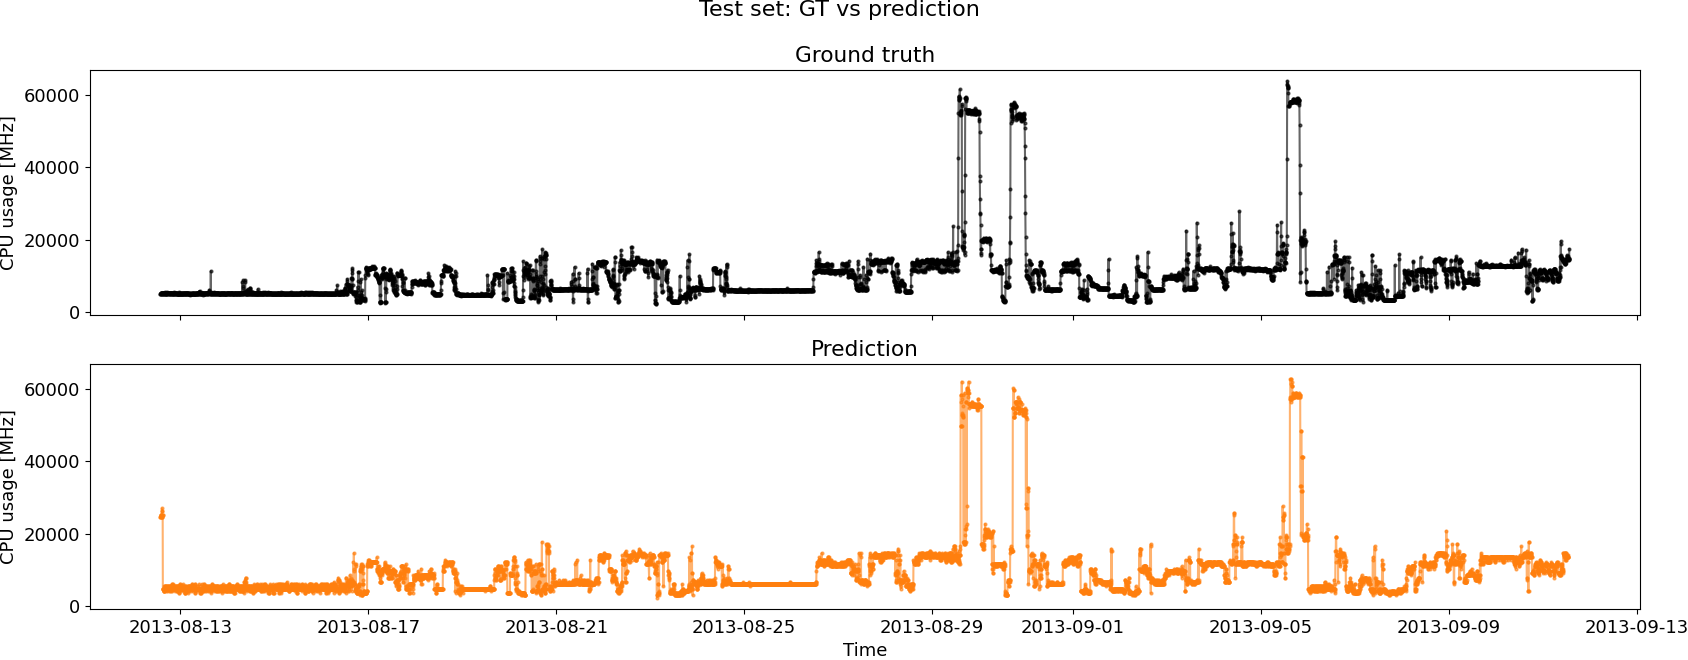 Test set: GT vs prediction
Ground truth
CPU usage [MHz]
60000
40000
20000
0
Prediction
CPU usage [MHz]
60000
40000
20000
0
2013-08-13 2013-08-17 2013-08-21 2013-08-25 2013-08-29 2013-09-01 2013-09-05 2013-09-09 2013-09-13
Time